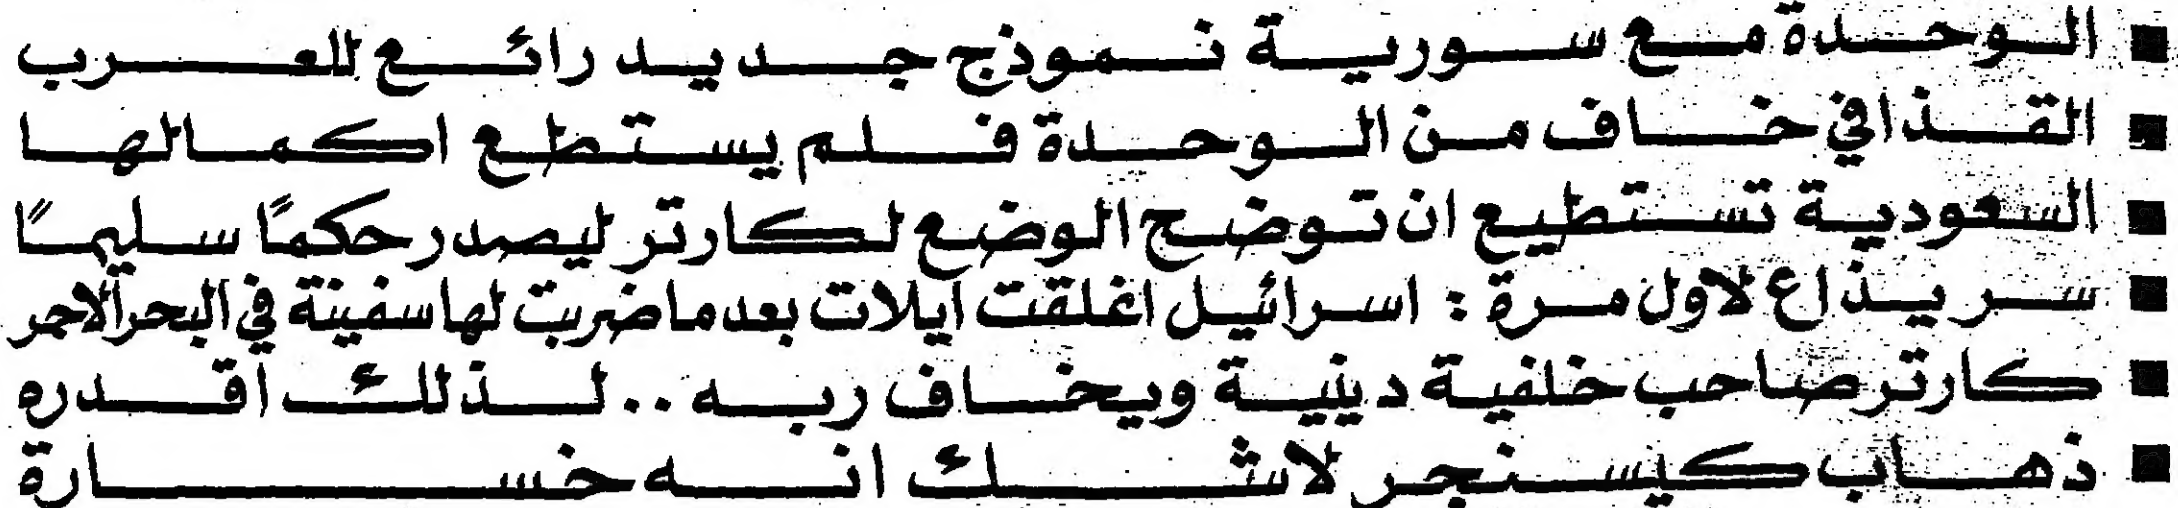 ■ الوحدة مع سورية نموذج جديد رائع للعرب
■ القذافي خاف من الوحدة فلم يستطع اكمالها
■ السعودية تستطيع ان توضح الوضع لكارتر ليصدر حكمًا سليمًا
■ سر يذاع لاول مرة : اسرائيل اغلقت ايلات بعدما ضربت لها سفينة في البحر الاحمر
■ كارتر صاحب خلفية دينية ويخاف ربه .. لذلك اقدره
■ ذهاب كيسنجر لاشك انه خسارة